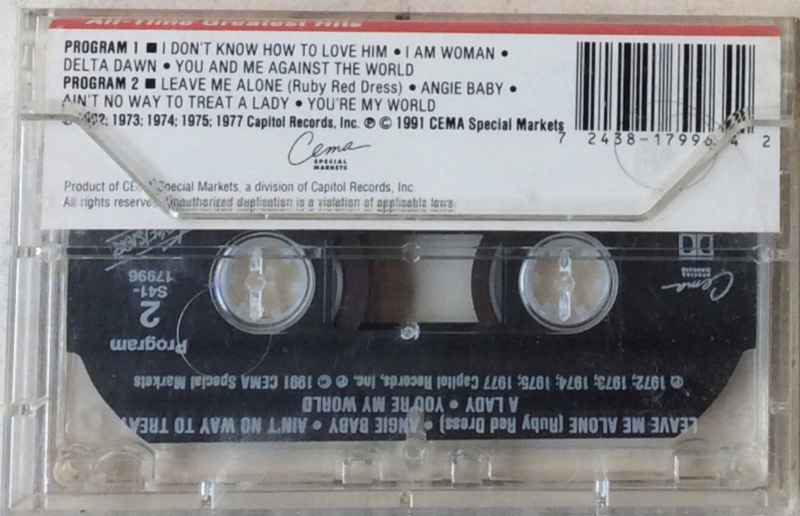 All-Time Greatest Hits
PROGRAM 1 ■ I DON'T KNOW HOW TO LOVE HIM • I AM WOMAN •
DELTA DAWN • YOU AND ME AGAINST THE WORLD
PROGRAM 2 ■ LEAVE ME ALONE (Ruby Red Dress) • ANGIE BABY •
AIN'T NO WAY TO TREAT A LADY • YOU'RE MY WORLD
℗ 1972; 1973; 1974; 1975; 1977 Capitol Records, Inc. ℗ © 1991 CEMA Special Markets
7 2438-17996 4 2
Cema
SPECIAL
MARKETS
Product of CEMA Special Markets, a division of Capitol Records, Inc.
All rights reserved. Unauthorized duplication is a violation of applicable laws.
Cema
SPECIAL
MARKETS
S41-
17996
2
Program
℗ 1972; 1973; 1974; 1975; 1977 Capitol Records, Inc. ℗ © 1991 CEMA Special Markets
LEAVE ME ALONE (Ruby Red Dress) • ANGIE BABY • AIN'T NO WAY TO TREAT
A LADY • YOU'RE MY WORLD